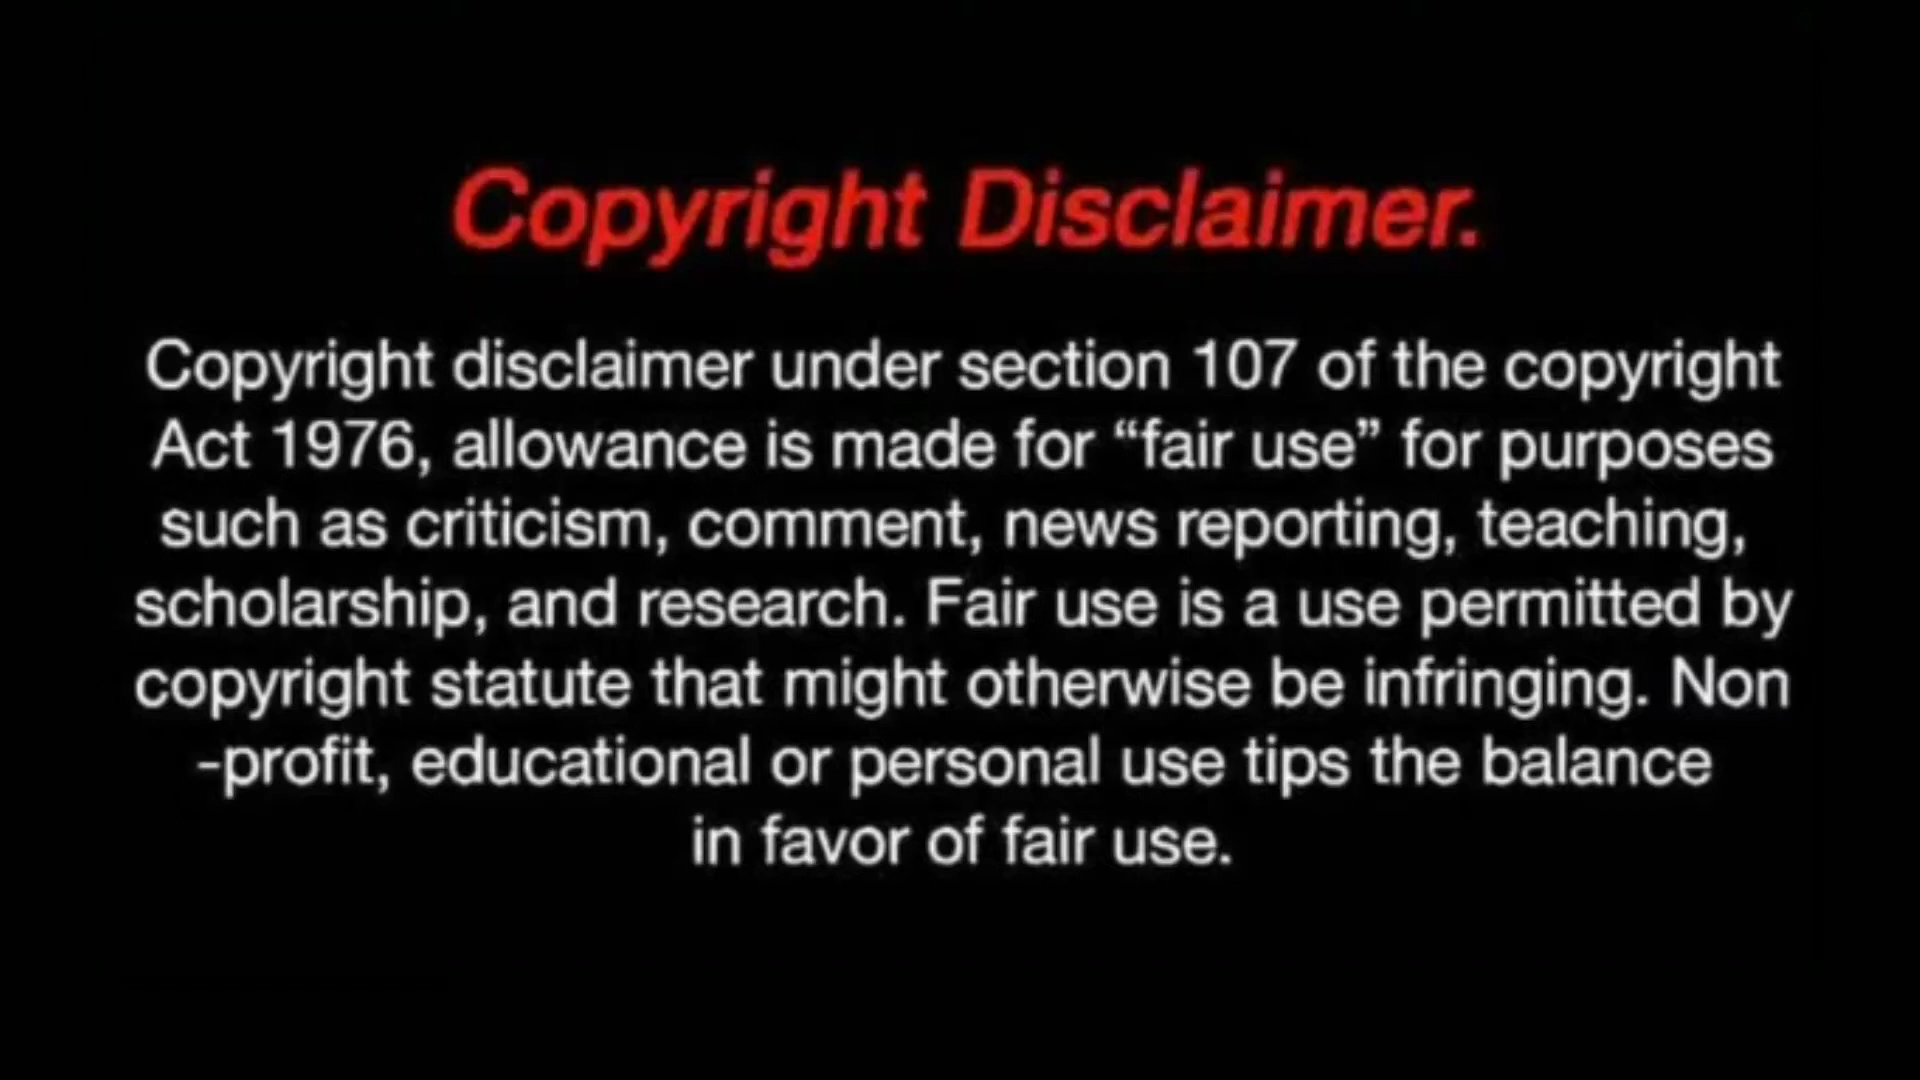 Copyright Disclaimer.
Copyright disclaimer under section 107 of the copyright
Act 1976, allowance is made for “fair use” for purposes
such as criticism, comment, news reporting, teaching,
scholarship, and research. Fair use is a use permitted by
copyright statute that might otherwise be infringing. Non
-profit, educational or personal use tips the balance
in favor of fair use.